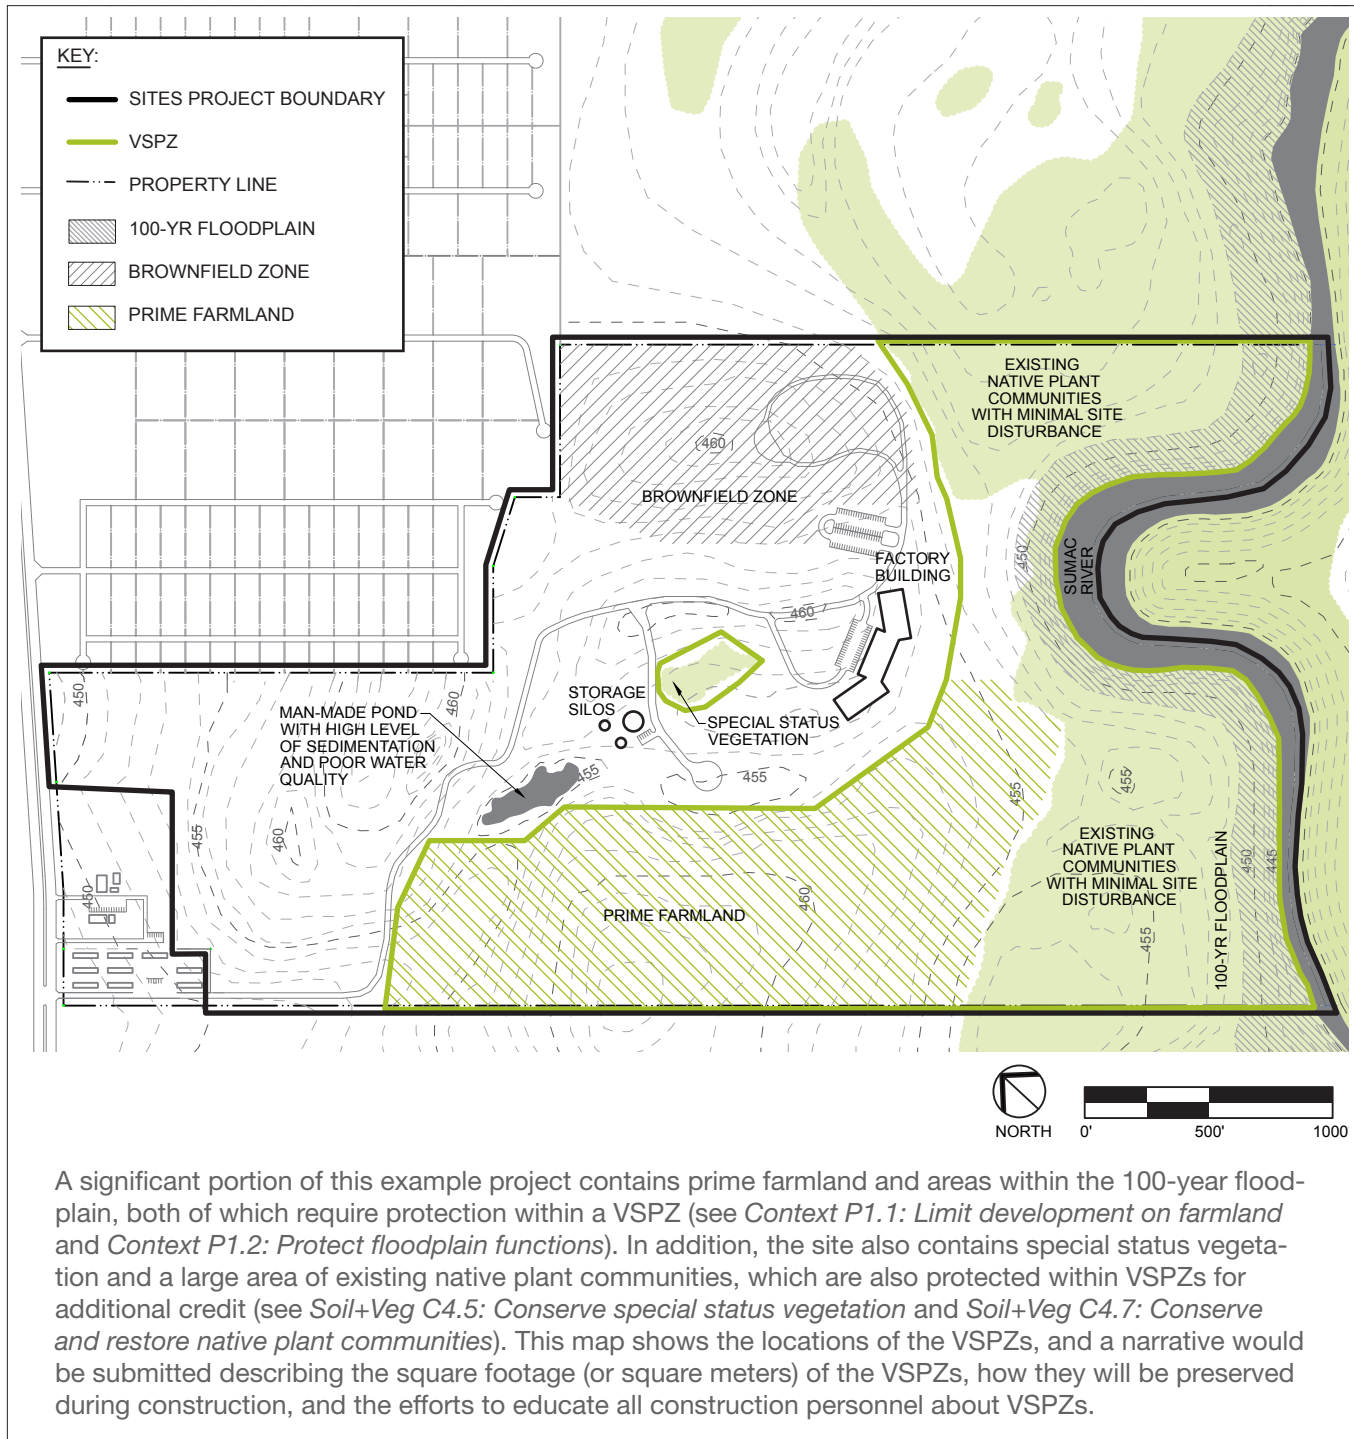 KEY:
SITES PROJECT BOUNDARY
VSPZ
PROPERTY LINE
100-YR FLOODPLAIN
BROWNFIELD ZONE
PRIME FARMLAND
EXISTING
NATIVE PLANT
COMMUNITIES
WITH MINIMAL SITE
DISTURBANCE
460
BROWNFIELD ZONE
FACTORY
BUILDING
450
SUMAC
RIVER
460
450
460
STORAGE
SILOS
MAN-MADE POND
WITH HIGH LEVEL
OF SEDIMENTATION
AND POOR WATER
QUALITY
SPECIAL STATUS
VEGETATION
455
455
455
455
455
460
EXISTING
NATIVE PLANT
COMMUNITIES
WITH MINIMAL SITE
DISTURBANCE
450
445
450
460
PRIME FARMLAND
455
100-YR FLOODPLAIN
NORTH
0'
500'
1000'
A significant portion of this example project contains prime farmland and areas within the 100-year flood-
plain, both of which require protection within a VSPZ (see Context P1.1: Limit development on farmland
and Context P1.2: Protect floodplain functions). In addition, the site also contains special status vegeta-
tion and a large area of existing native plant communities, which are also protected within VSPZs for
additional credit (see Soil+Veg C4.5: Conserve special status vegetation and Soil+Veg C4.7: Conserve
and restore native plant communities). This map shows the locations of the VSPZs, and a narrative would
be submitted describing the square footage (or square meters) of the VSPZs, how they will be preserved
during construction, and the efforts to educate all construction personnel about VSPZs.